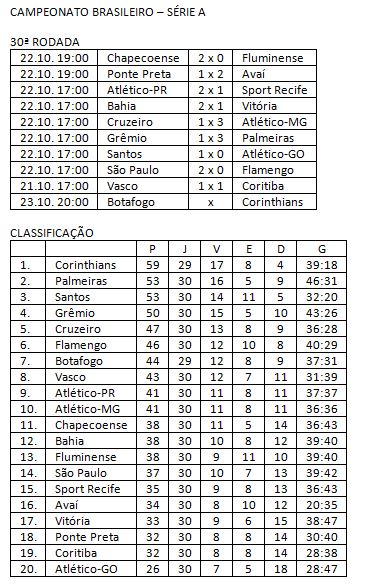 CAMPEONATO BRASILEIRO – SÉRIE A
30ª RODADA
22.10. 19:00 Chapecoense 2 x 0 Fluminense
22.10. 19:00 Ponte Preta 1 x 2 Avaí
22.10. 17:00 Atlético-PR 2 x 1 Sport Recife
22.10. 17:00 Bahia 2 x 1 Vitória
22.10. 17:00 Cruzeiro 1 x 3 Atlético-MG
22.10. 17:00 Grêmio 1 x 3 Palmeiras
22.10. 17:00 Santos 1 x 0 Atlético-GO
22.10. 17:00 São Paulo 2 x 0 Flamengo
21.10. 17:00 Vasco 1 x 1 Coritiba
23.10. 20:00 Botafogo x Corinthians
CLASSIFICAÇÃO
P J V E D G
1. Corinthians 59 29 17 8 4 39:18
2. Palmeiras 53 30 16 5 9 46:31
3. Santos 53 30 14 11 5 32:20
4. Grêmio 50 30 15 5 10 43:26
5. Cruzeiro 47 30 13 8 9 36:28
6. Flamengo 46 30 12 10 8 40:29
7. Botafogo 44 29 12 8 9 37:31
8. Vasco 43 30 12 7 11 31:39
9. Atlético-PR 41 30 11 8 11 37:37
10. Atlético-MG 41 30 11 8 11 36:36
11. Chapecoense 38 30 11 5 14 36:43
12. Bahia 38 30 10 8 12 39:40
13. Fluminense 38 30 9 11 10 39:40
14. São Paulo 37 30 10 7 13 39:42
15. Sport Recife 35 30 9 8 13 36:43
16. Avaí 34 30 8 10 12 20:35
17. Vitória 33 30 9 6 15 38:47
18. Ponte Preta 32 30 8 8 14 30:40
19. Coritiba 32 30 8 8 14 28:38
20. Atlético-GO 26 30 7 5 18 28:47